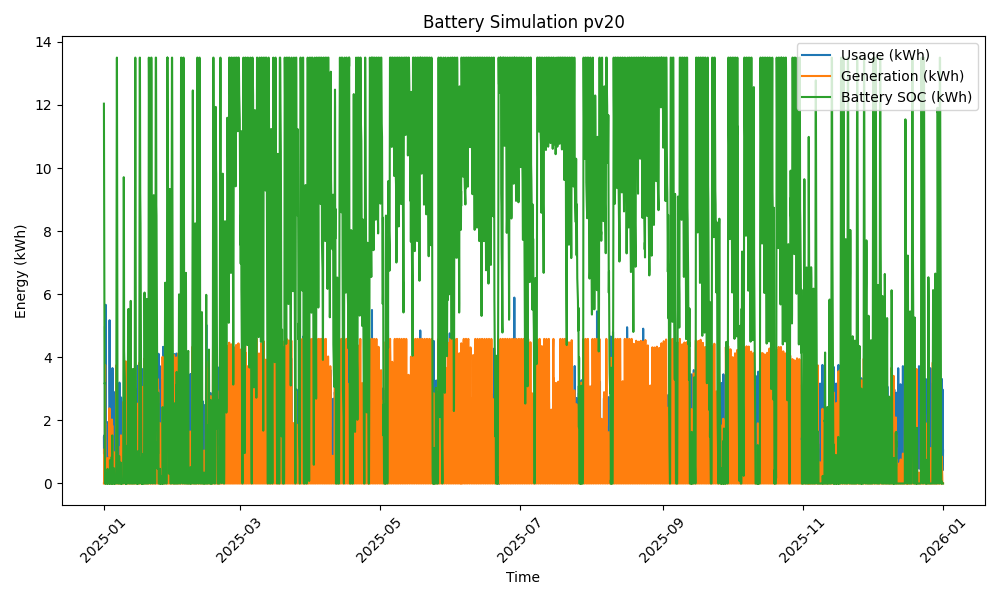 Battery Simulation pv20
Usage (kWh)
Generation (kWh)
Battery SOC (kWh)
Energy (kWh)
14
12
10
8
6
4
2
0
2025-01
2025-03
2025-05
2025-07
2025-09
2025-11
2026-01
Time